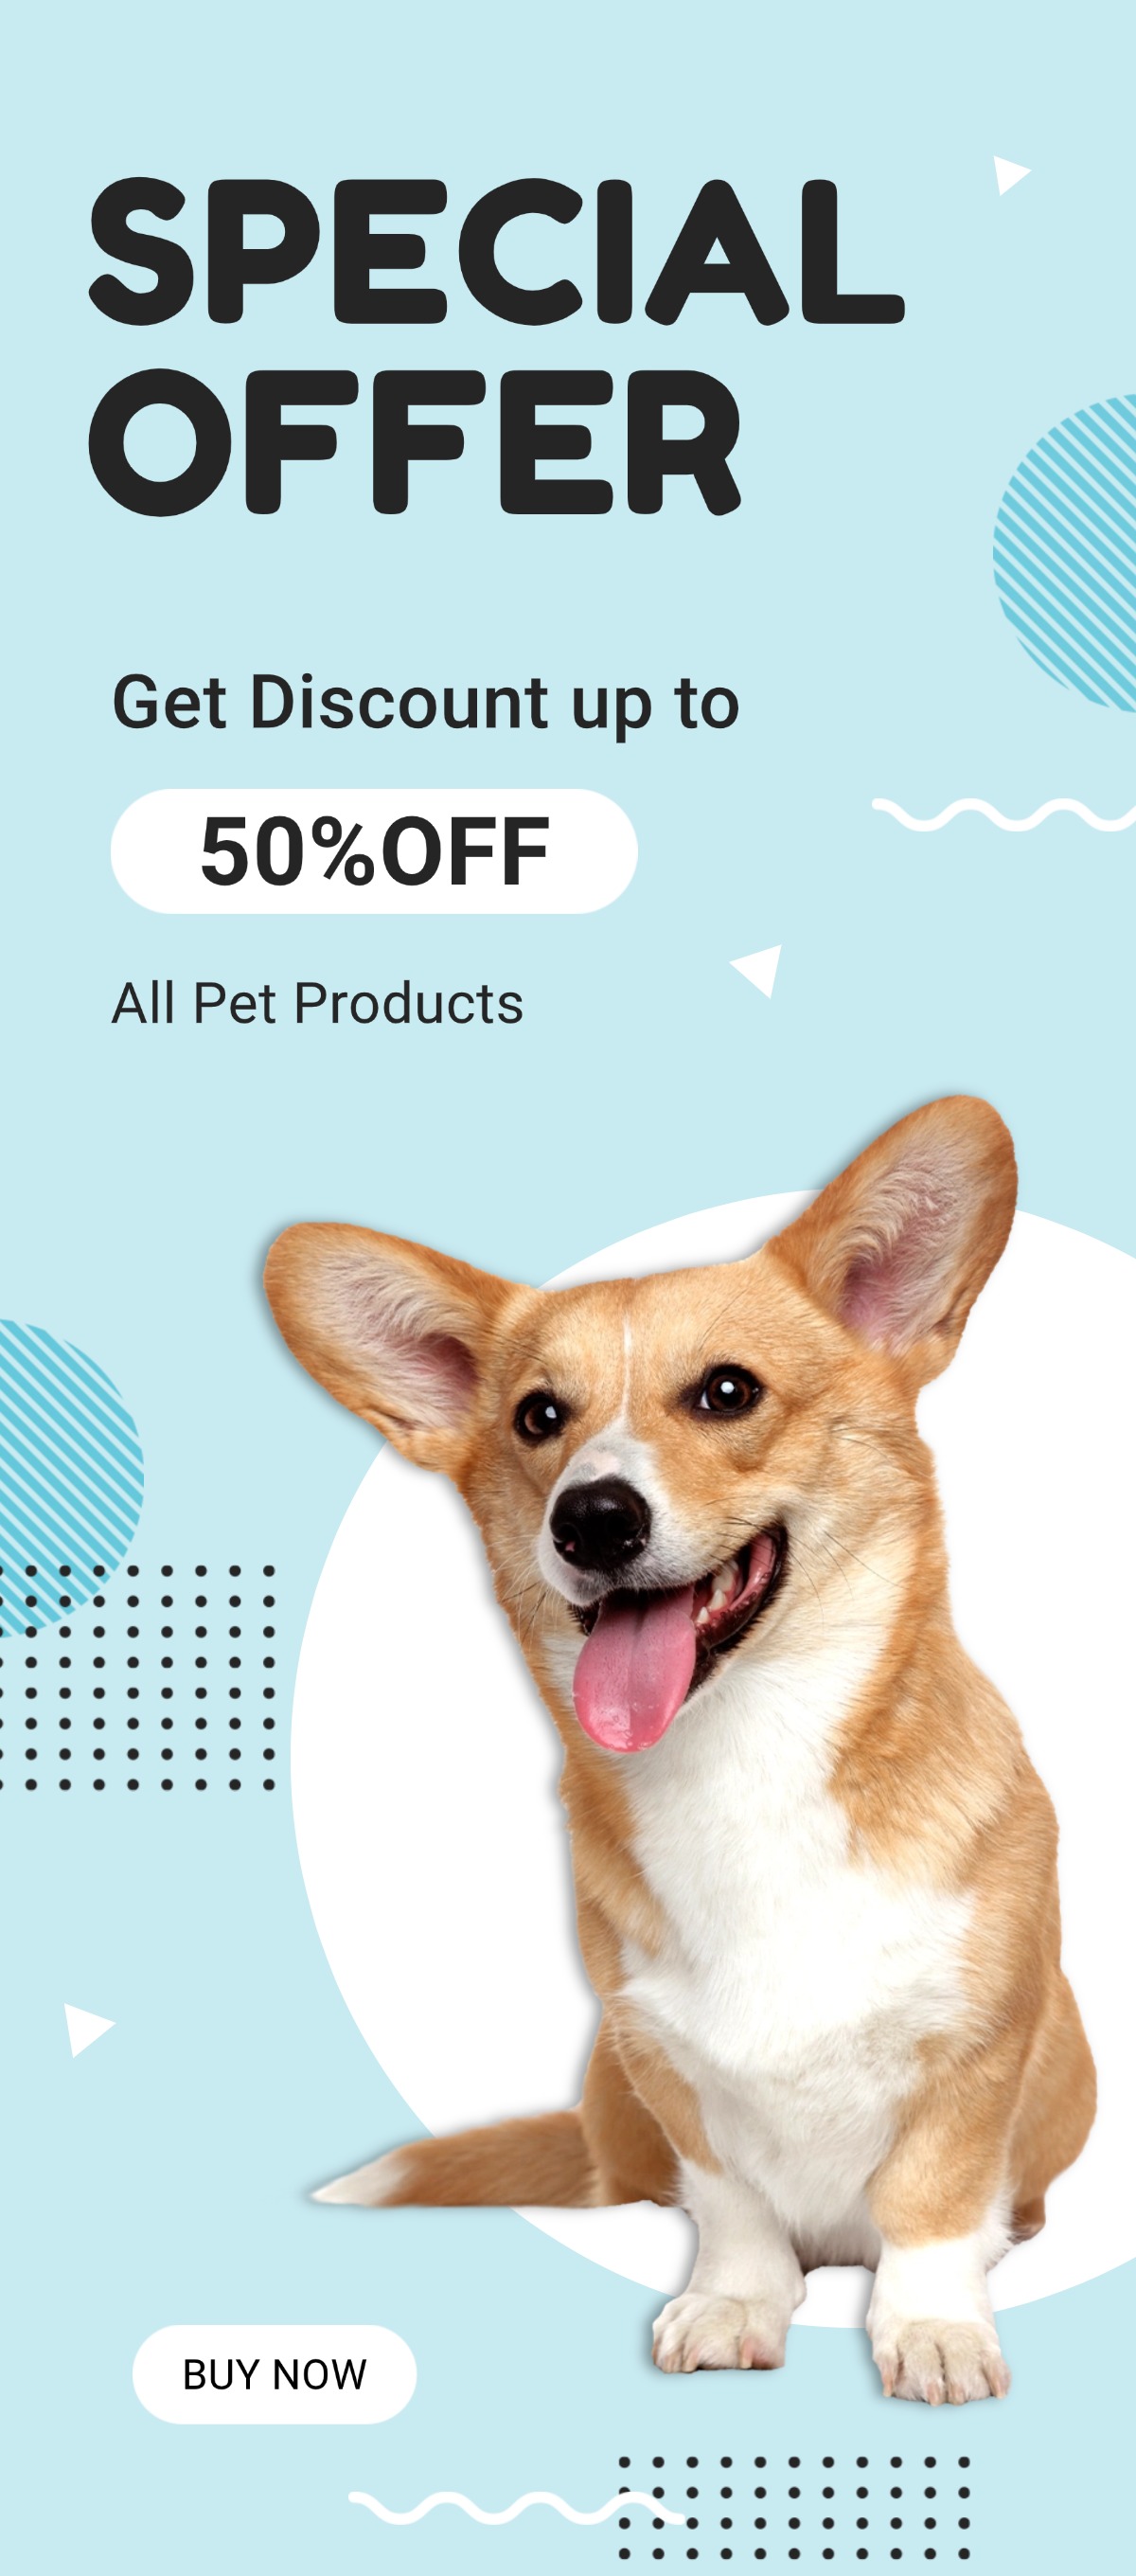 SPECIAL
OFFER
Get Discount up to
50%OFF
All Pet Products
BUY NOW